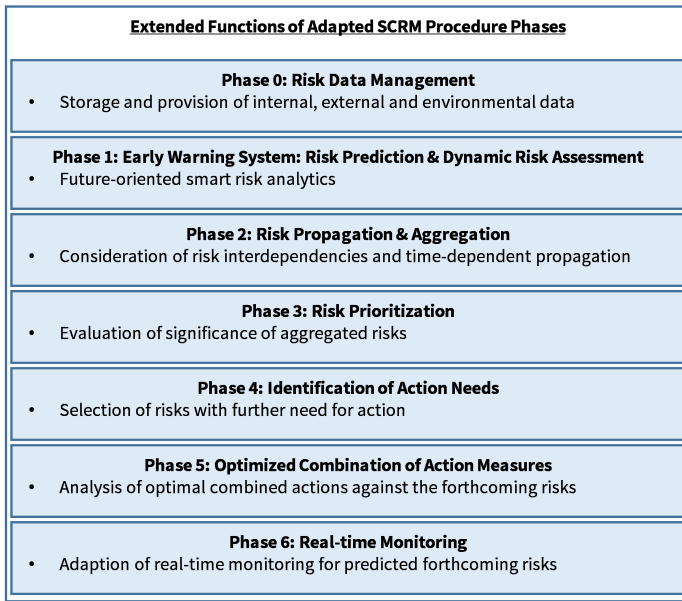 Extended Functions of Adapted SCRM Procedure Phases
Phase 0: Risk Data Management
• Storage and provision of internal, external and environmental data
Phase 1: Early Warning System: Risk Prediction & Dynamic Risk Assessment
• Future-oriented smart risk analytics
Phase 2: Risk Propagation & Aggregation
• Consideration of risk interdependencies and time-dependent propagation
Phase 3: Risk Prioritization
• Evaluation of significance of aggregated risks
Phase 4: Identification of Action Needs
• Selection of risks with further need for action
Phase 5: Optimized Combination of Action Measures
• Analysis of optimal combined actions against the forthcoming risks
Phase 6: Real-time Monitoring
• Adaption of real-time monitoring for predicted forthcoming risks